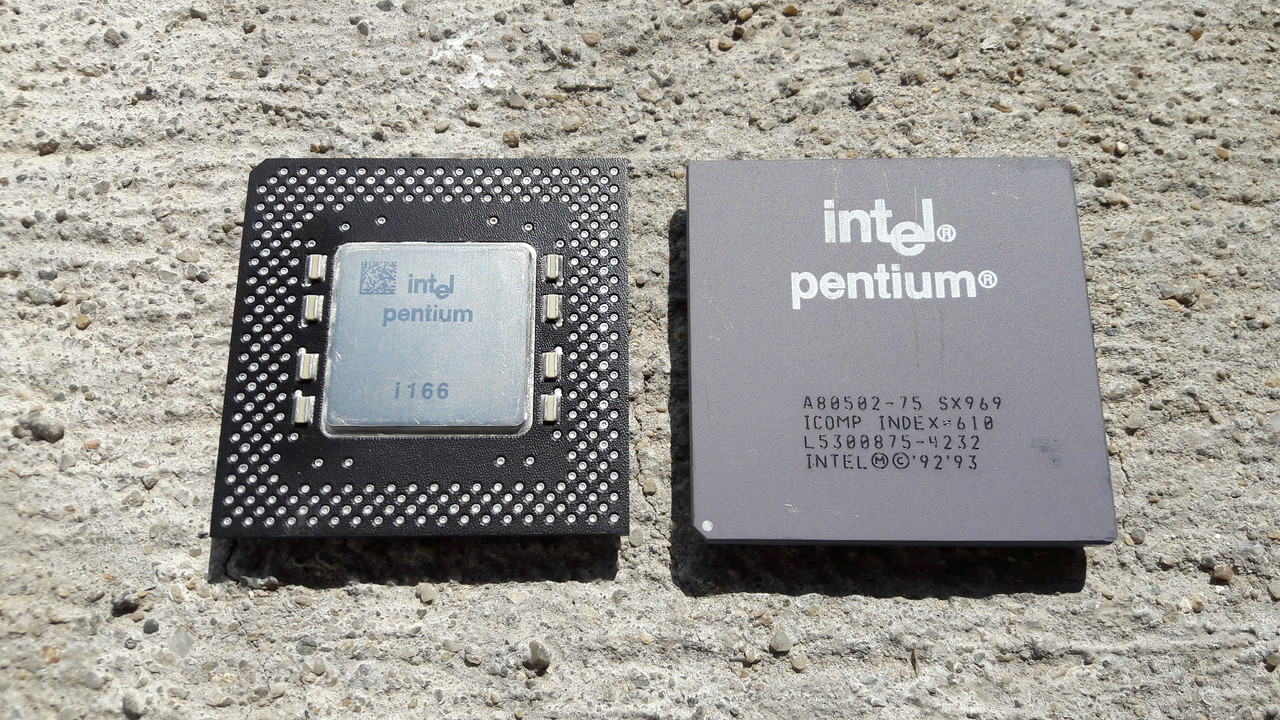 intel
pentium
i166
intel®
pentium®
A80502-75 SX969
ICOMP INDEX=610
L5300875-4232
INTELⓂ©'92'93